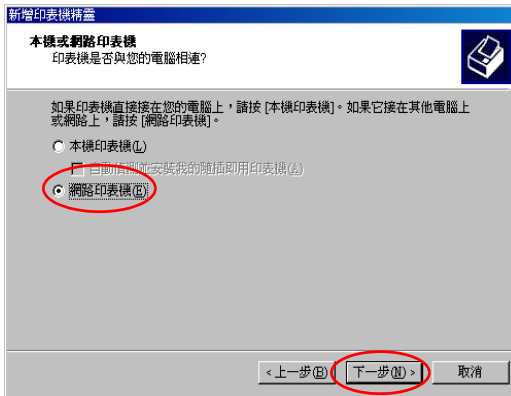 新增印表機精靈
本機或網路印表機
印表機是否與您的電腦相連?
如果印表機直接接在您的電腦上，請按 [本機印表機]。如果它接在其他電腦上
或網路上，請按 [網路印表機]。
本機印表機(L)
自動偵測並安裝我的隨插即用印表機(A)
網路印表機(E)
<上一步(B) 下一步(N)> 取消